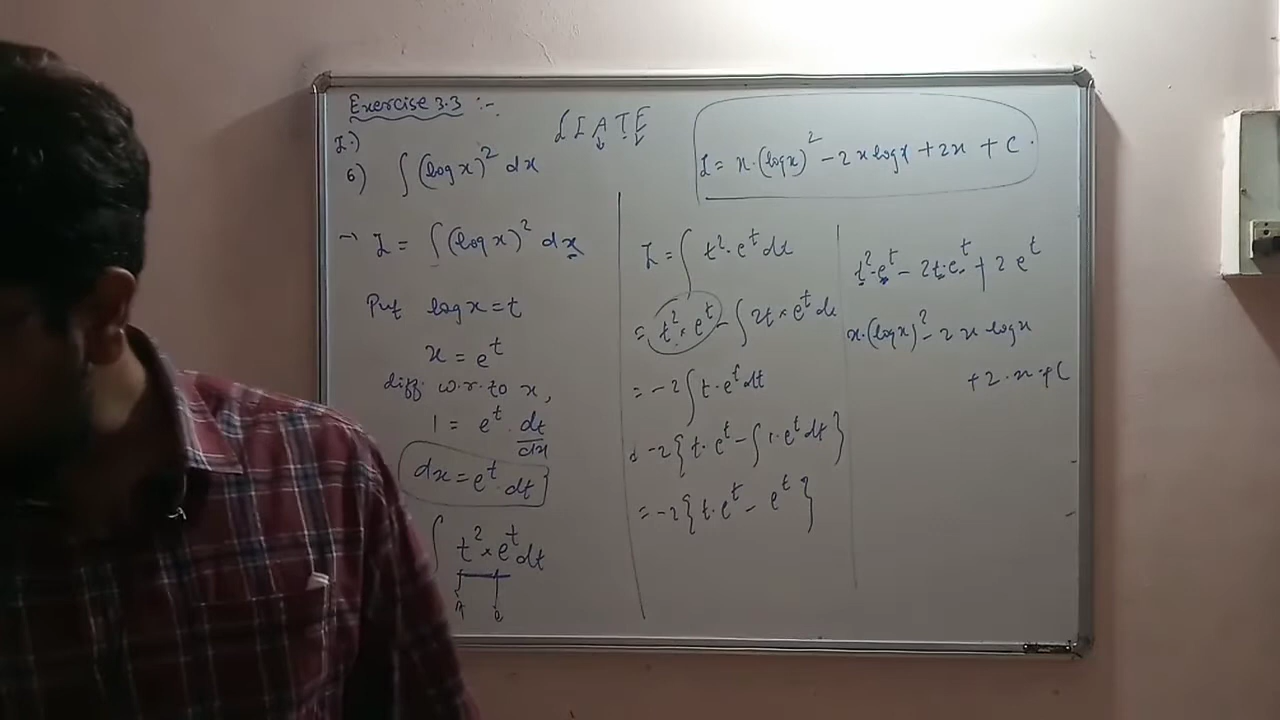 Exercise 3.3 :-
LIATE
I.)
6) ∫(log x)² dx
I = x·(log x)² - 2x log x + 2x + C.
→ I = ∫(log x)² dx
Put log x = t
x = e^t
diff. w.r.to x,
1 = e^t · dt/dx
dx = e^t · dt
∫ t² × e^t dt
A e
I = ∫ t² · e^t dt
= t² × e^t - ∫ 2t × e^t dt
= -2 ∫ t · e^t dt
-2 { t · e^t - ∫ 1 · e^t dt }
= -2 { t · e^t - e^t }
t² · e^t - 2t · e^t + 2 e^t
x·(log x)² - 2x log x
+ 2·x + C